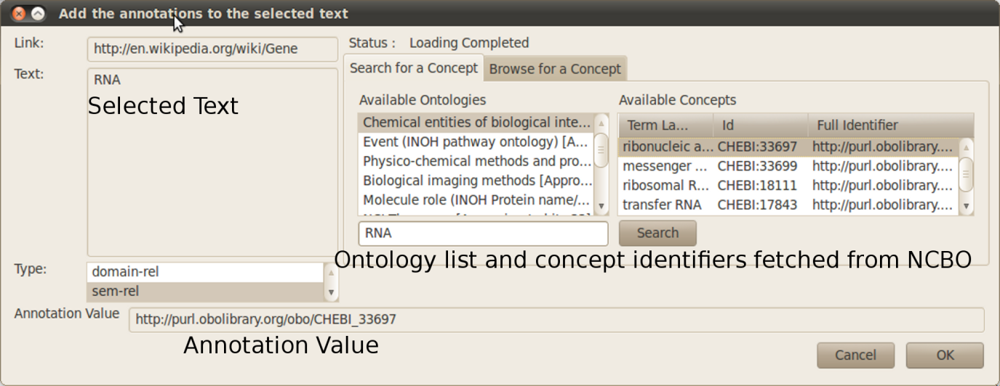 Add the annotations to the selected text
Link:
http://en.wikipedia.org/wiki/Gene
Text:
RNA
Selected Text
Status : Loading Completed
Search for a Concept
Browse for a Concept
Available Ontologies
Chemical entities of biological inte...
Event (INOH pathway ontology) [A...
Physico-chemical methods and pro...
Biological imaging methods [Appro...
Molecule role (INOH Protein name/...
RNA
Available Concepts
Term La... Id Full Identifier
ribonucleic a... CHEBI:33697 http://purl.obolibrary....
messenger ... CHEBI:33699 http://purl.obolibrary....
ribosomal R... CHEBI:18111 http://purl.obolibrary....
transfer RNA CHEBI:17843 http://purl.obolibrary....
Search
Ontology list and concept identifiers fetched from NCBO
Type:
domain-rel
sem-rel
Annotation Value
http://purl.obolibrary.org/obo/CHEBI_33697
Annotation Value
Cancel
OK